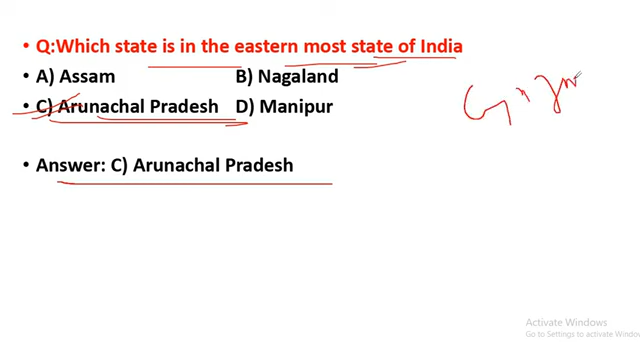 • Q:Which state is in the eastern most state of India
A) Assam B) Nagaland
• C) Arunachal Pradesh D) Manipur
• Answer: C) Arunachal Pradesh
Activate Windows
Go to Settings to activate Window